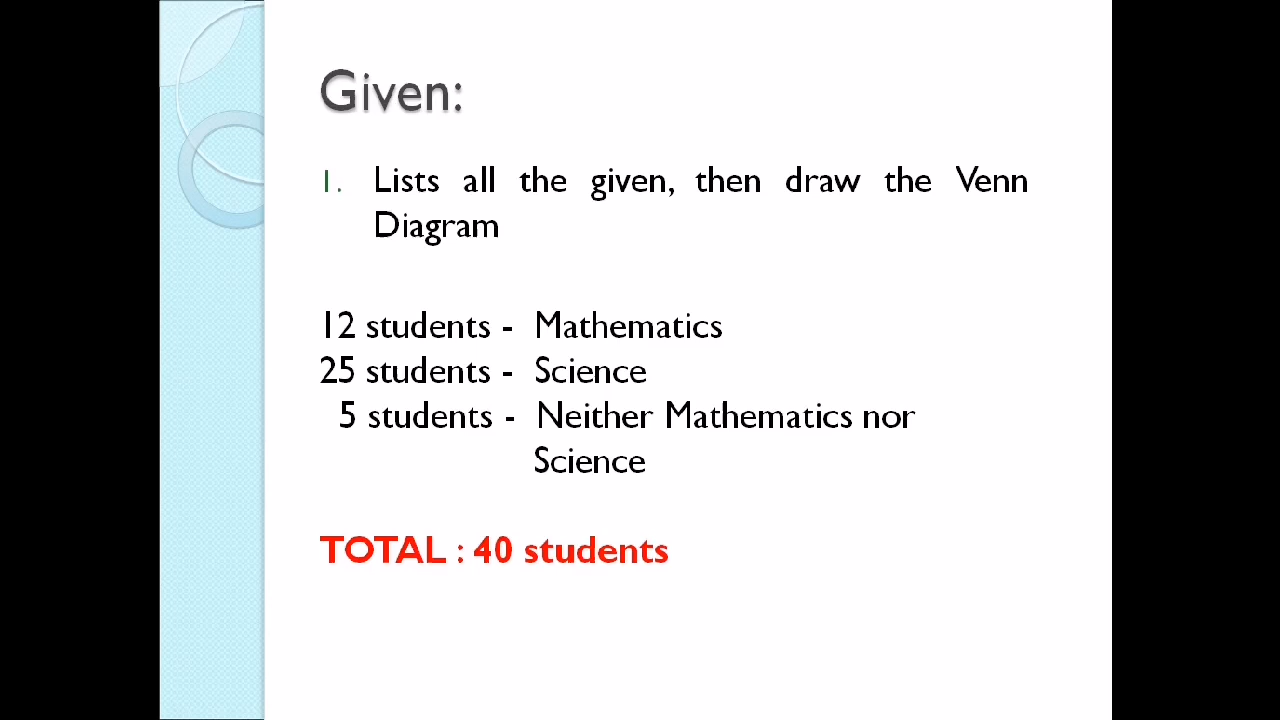 Given:
1. Lists all the given, then draw the Venn
Diagram
12 students - Mathematics
25 students - Science
5 students - Neither Mathematics nor
Science
TOTAL : 40 students